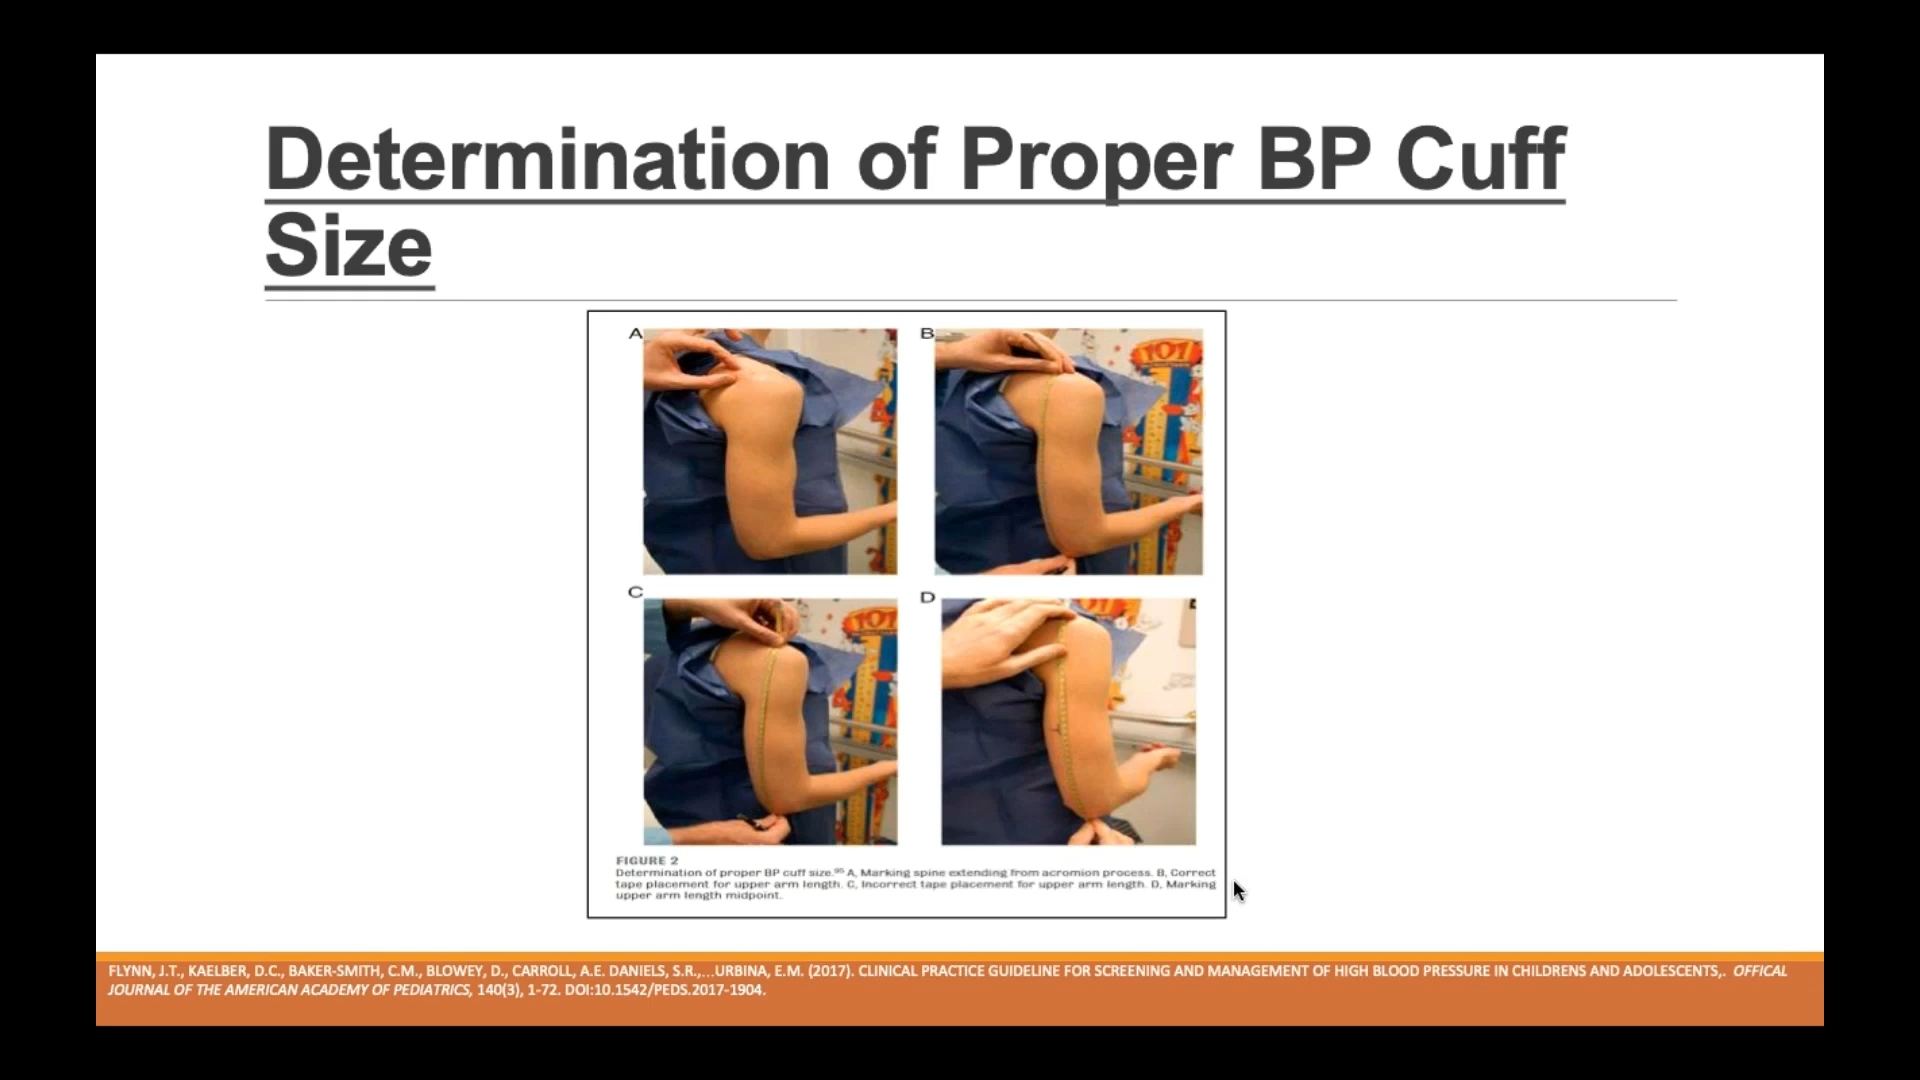 Determination of Proper BP Cuff
Size
A
B
101
C
101
D
FIGURE 2
Determination of proper BP cuff size.95 A, Marking spine extending from acromion process. B, Correct
tape placement for upper arm length. C, Incorrect tape placement for upper arm length. D, Marking
upper arm length midpoint.
FLYNN, J.T., KAELBER, D.C., BAKER-SMITH, C.M., BLOWEY, D., CARROLL, A.E. DANIELS, S.R.,...URBINA, E.M. (2017). CLINICAL PRACTICE GUIDELINE FOR SCREENING AND MANAGEMENT OF HIGH BLOOD PRESSURE IN CHILDRENS AND ADOLESCENTS,. OFFICAL
JOURNAL OF THE AMERICAN ACADEMY OF PEDIATRICS, 140(3), 1-72. DOI:10.1542/PEDS.2017-1904.